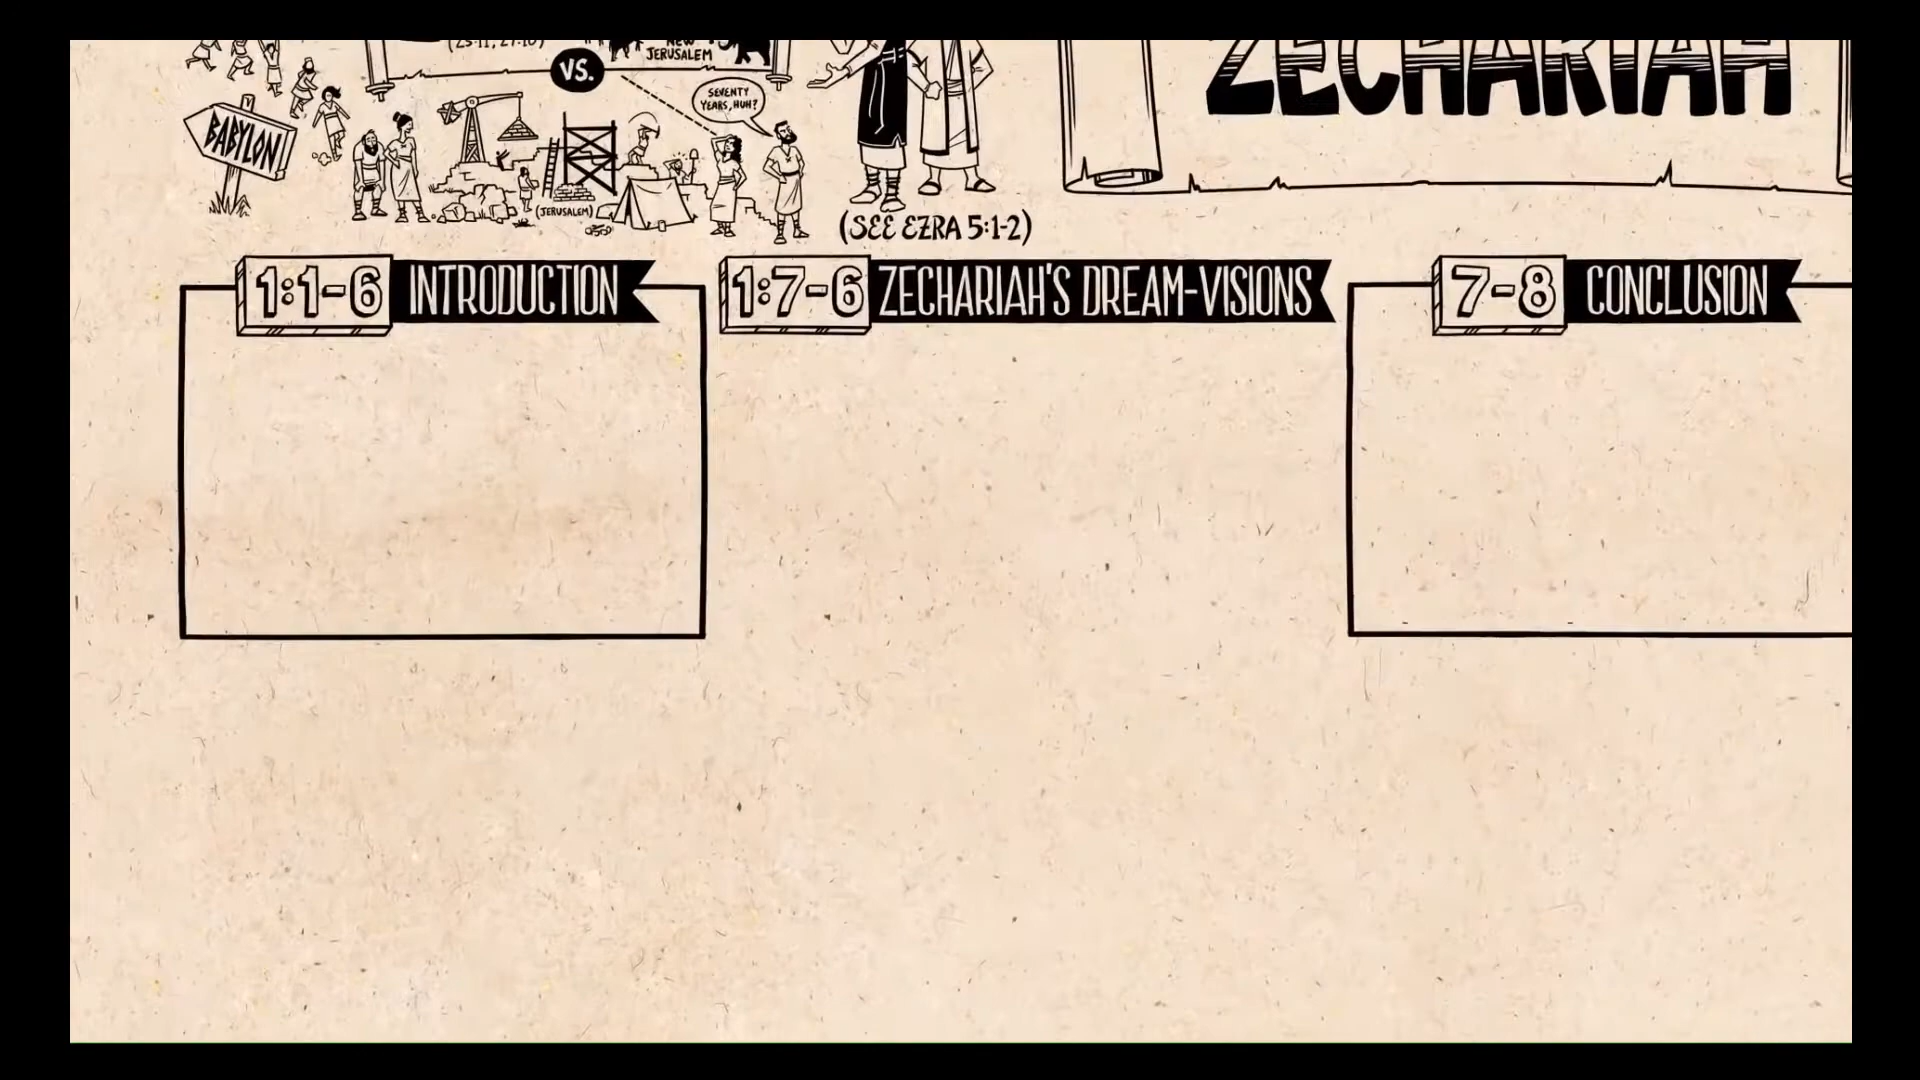 NEW
JERUSALEM
VS.
SEVENTY
YEARS, HUH?
BABYLON!
(JERUSALEM)
ZECHARIAH
(SEE EZRA 5:1-2)
1:1-6 INTRODUCTION
1:7-6 ZECHARIAH'S DREAM-VISIONS
7-8 CONCLUSION